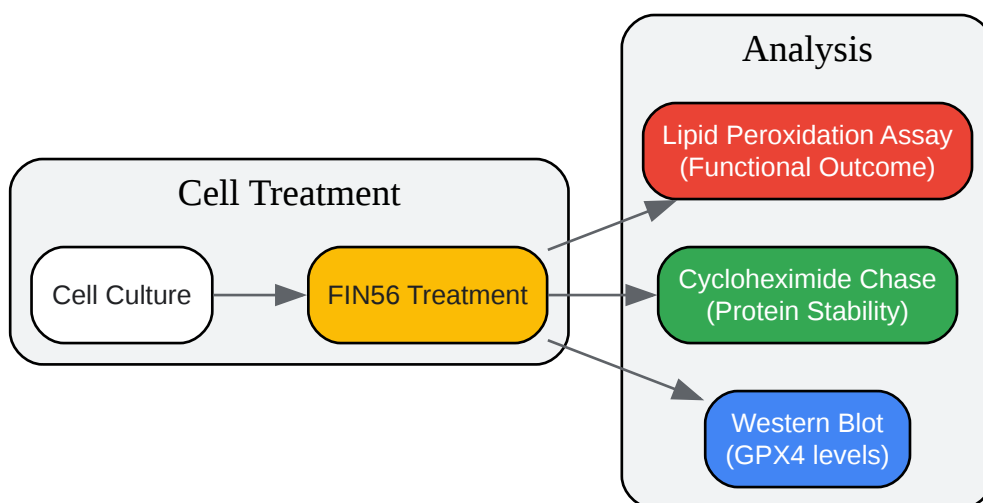 Cell Treatment
Cell Culture
FIN56 Treatment
Analysis
Lipid Peroxidation Assay
(Functional Outcome)
Cycloheximide Chase
(Protein Stability)
Western Blot
(GPX4 levels)